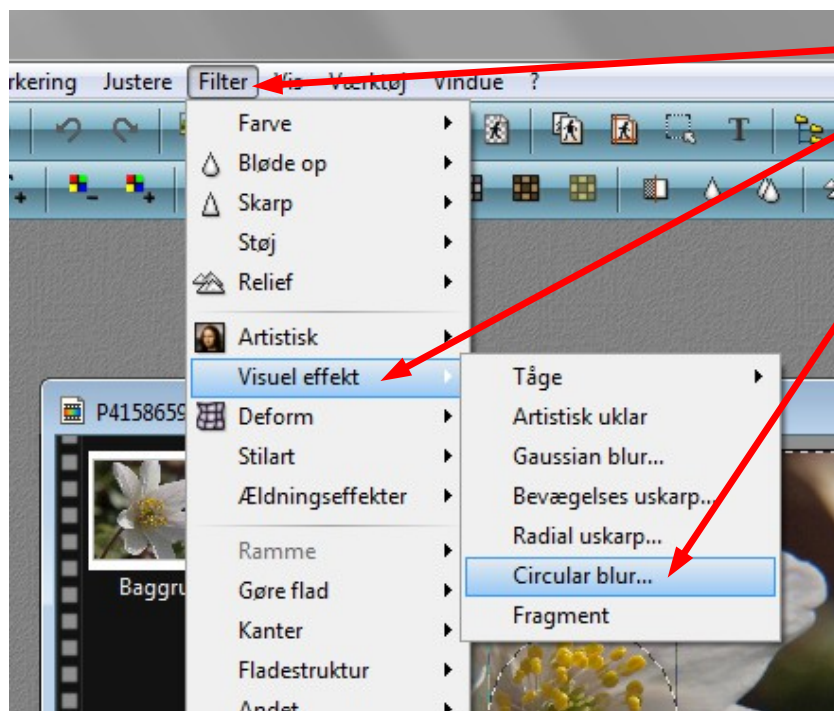 rkering Justere Filter Vis Værktøj Vindue ?
T
Farve
Bløde op
Skarp
Støj
Relief
Artistisk
Visuel effekt
Deform
Stilart
Ældningseffekter
Ramme
Gøre flad
Kanter
Fladestruktur
Andet
Tåge
Artistisk uklar
Gaussian blur...
Bevægelses uskarp...
Radial uskarp...
Circular blur...
Fragment
P4158659
Baggru